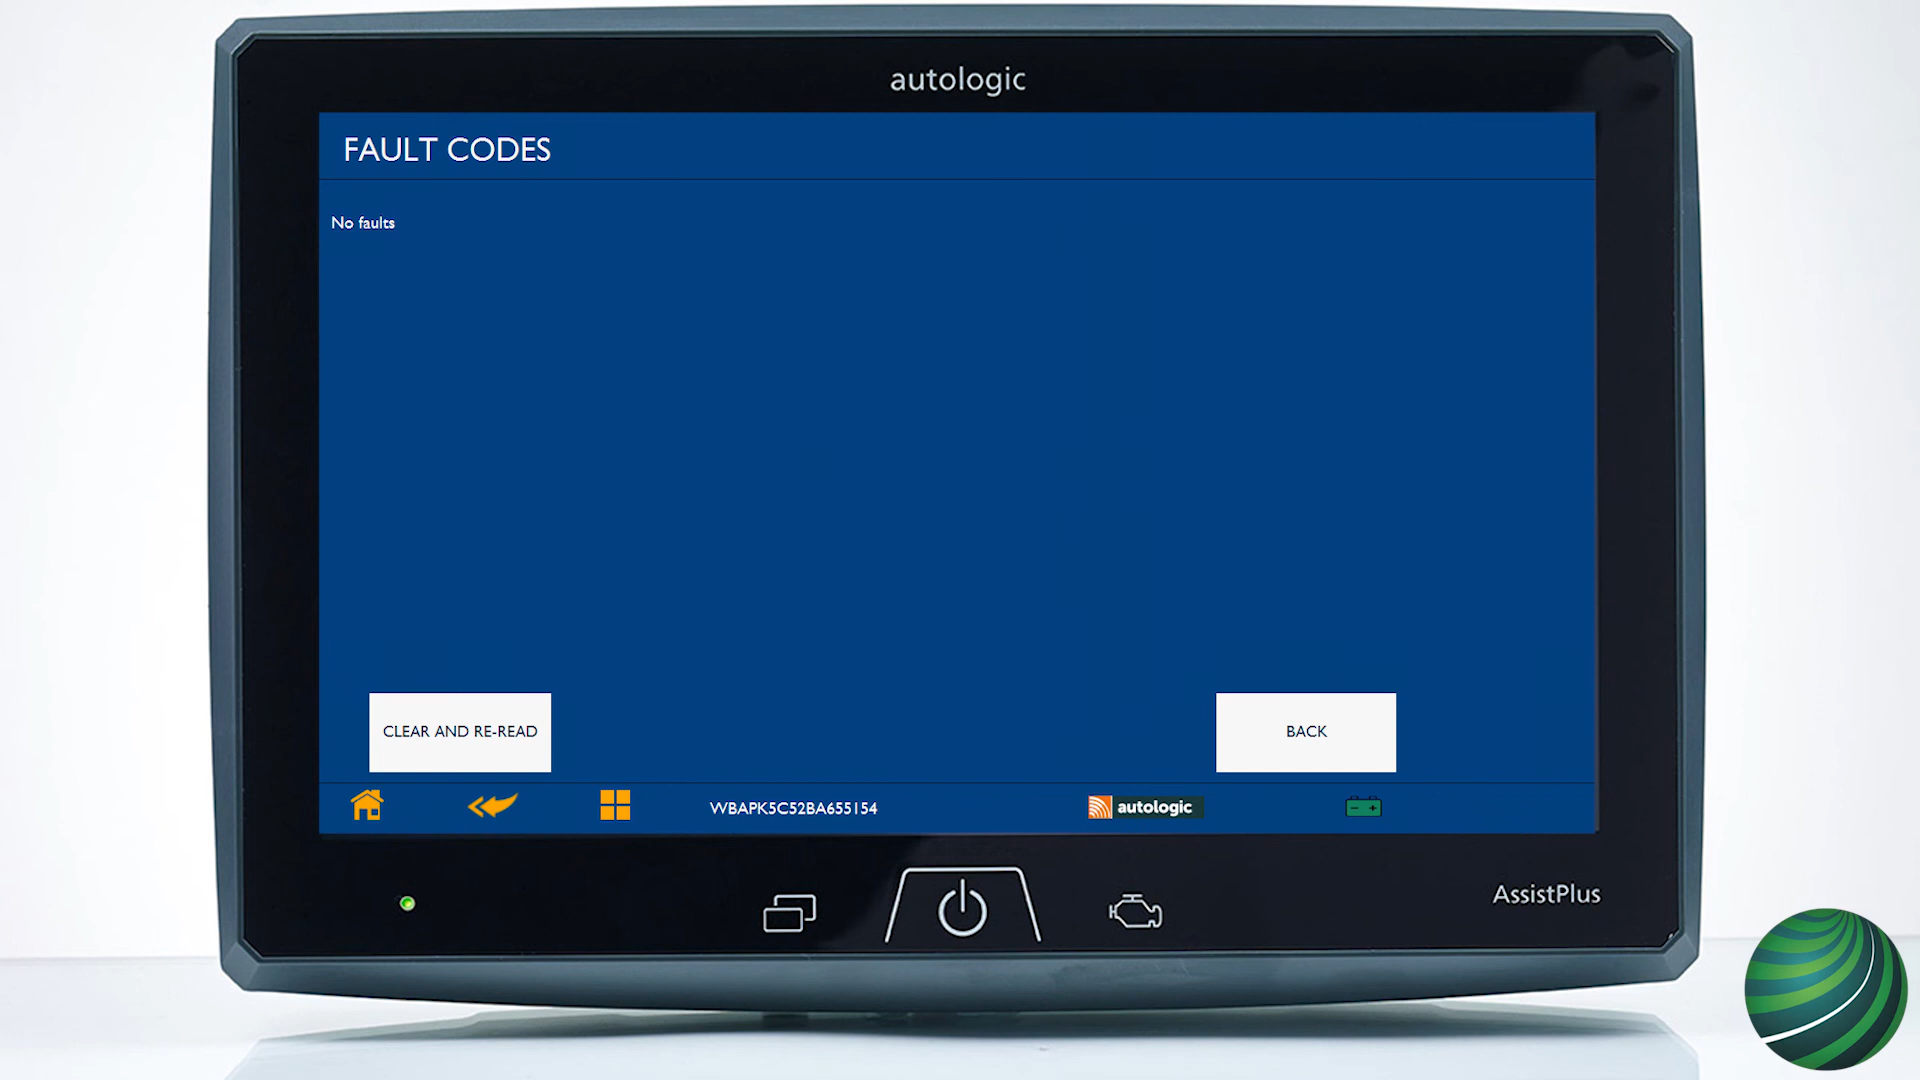 autologic
FAULT CODES
No faults
CLEAR AND RE-READ
BACK
WBAPK5C52BA655154
autologic
AssistPlus